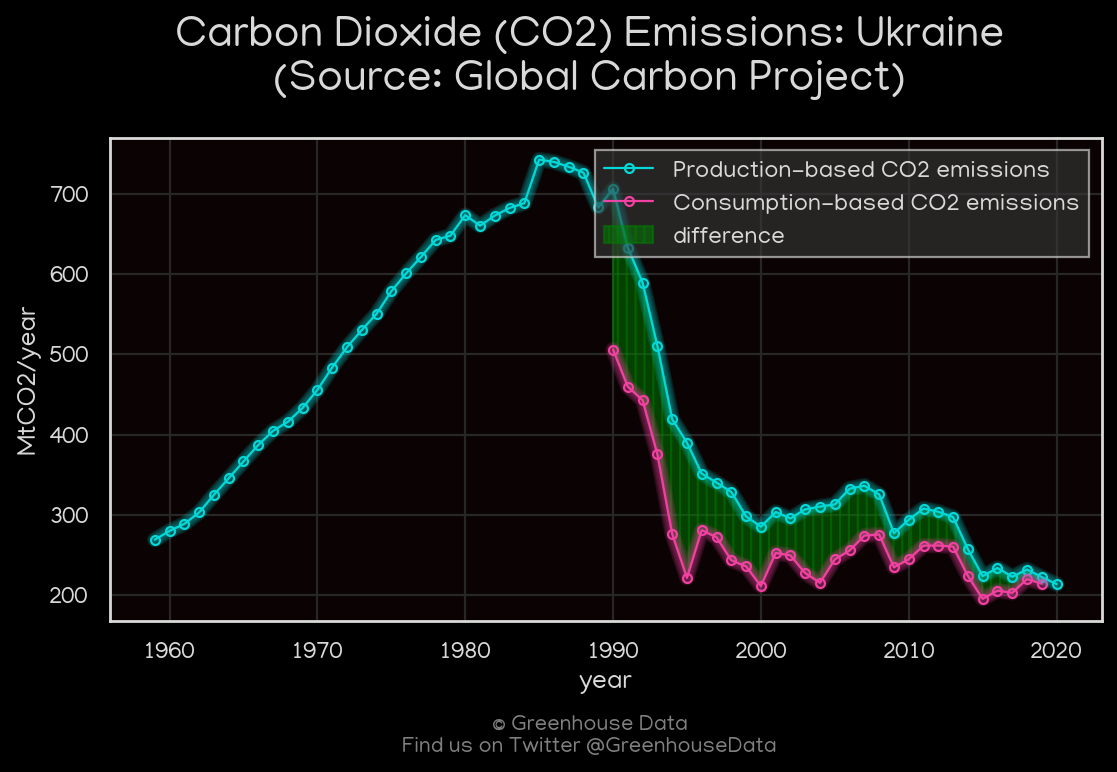 Carbon Dioxide (CO2) Emissions: Ukraine
(Source: Global Carbon Project)
Production-based CO2 emissions
Consumption-based CO2 emissions
difference
MtCO2/year
700
600
500
400
300
200
1960 1970 1980 1990 2000 2010 2020
year
© Greenhouse Data
Find us on Twitter @GreenhouseData